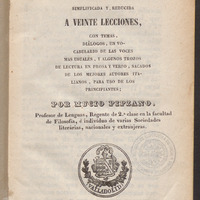 SIMPLIFICADA Y REDUCIDA
A VEINTE LECCIONES,
CON TEMAS,
DIÁLOGOS, UN VO-
CABULARIO DE LAS VOCES
MAS USUALES, Y ALGUNOS TROZOS
DE LECTURA EN PROSA Y VERSO, SACADOS
DE LOS MEJORES AUTORES ITA-
LIANOS, PARA USO DE LOS
PRINCIPIANTES;
POR MUCIO PEPZANO,
Profesor de Lenguas, Regente de 2.ª clase en la facultad
de Filosofía, é individuo de varias Sociedades
literarias, nacionales y extranjeras.
VALLADOLID